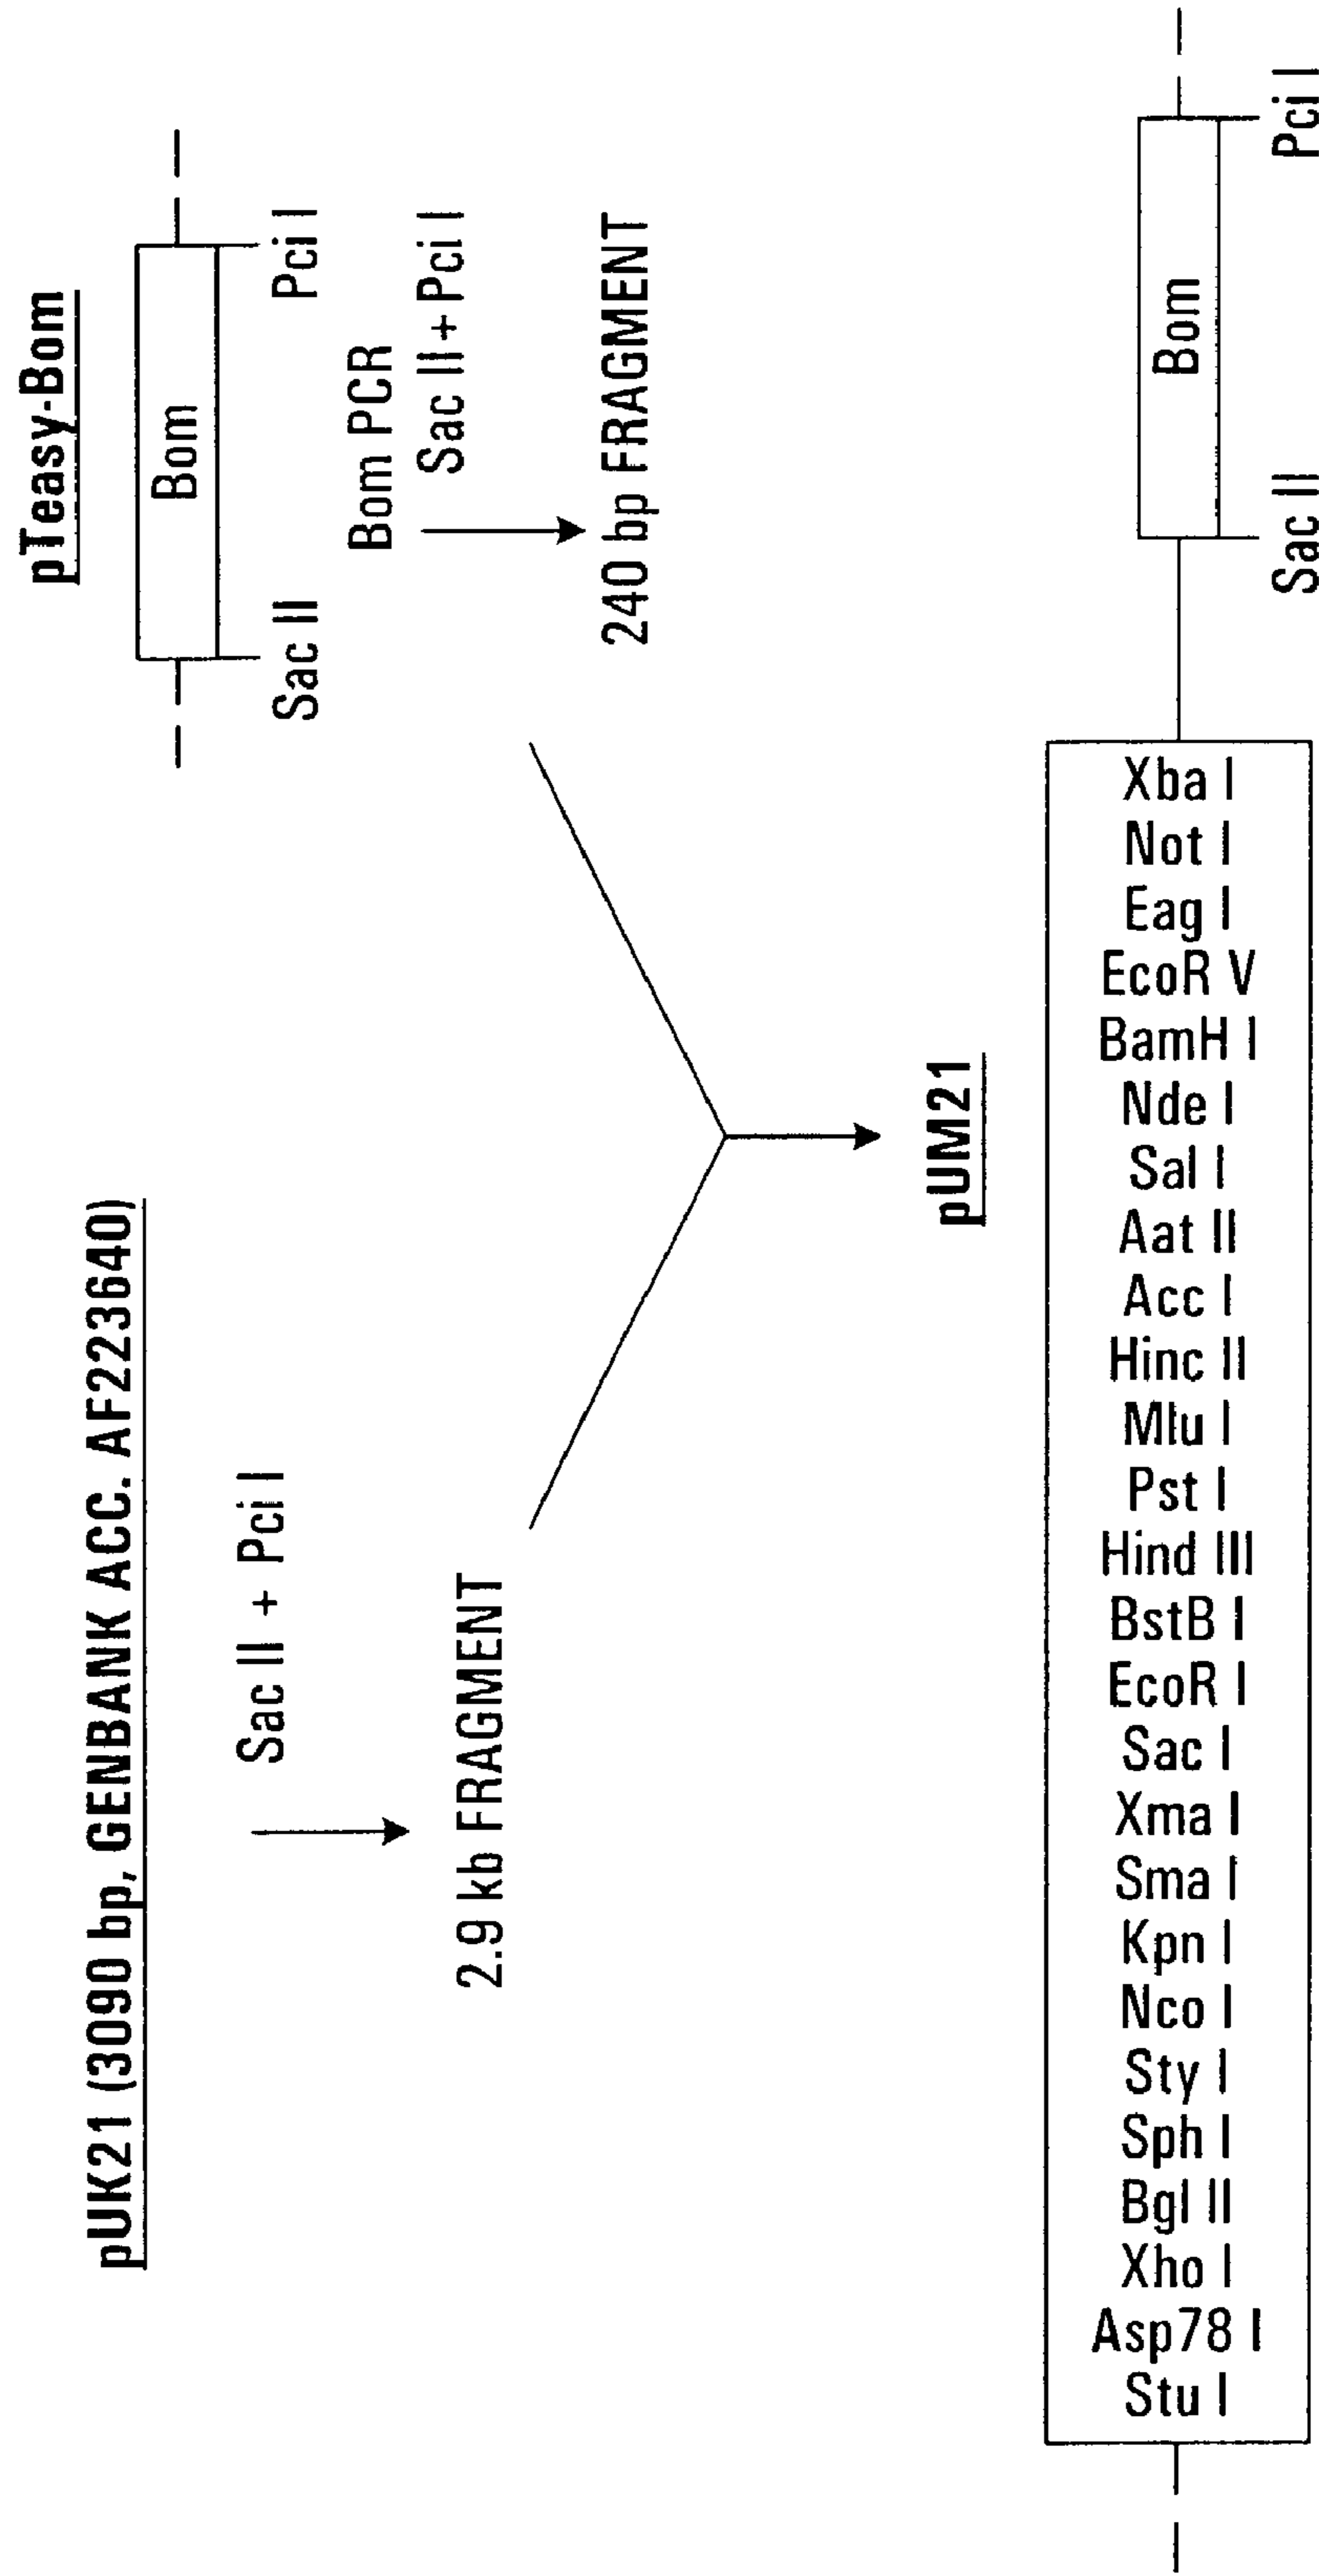 pUK21 (3090 bp, GENBANK ACC. AF223640)
Sac II + Pci I
2.9 kb FRAGMENT
pTeasy-Bom
Bom
Sac II
Pci I
Bom PCR
Sac II+Pci I
240 bp FRAGMENT
pUM21
Stu I
Asp78 I
Xho I
Bgl II
Sph I
Sty I
Nco I
Kpn I
Sma I
Xma I
Sac I
EcoR I
BstB I
Hind III
Pst I
Mlu I
Hinc II
Acc I
Aat II
Sal I
Nde I
BamH I
EcoR V
Eag I
Not I
Xba I
Bom
Sac II
Pci I